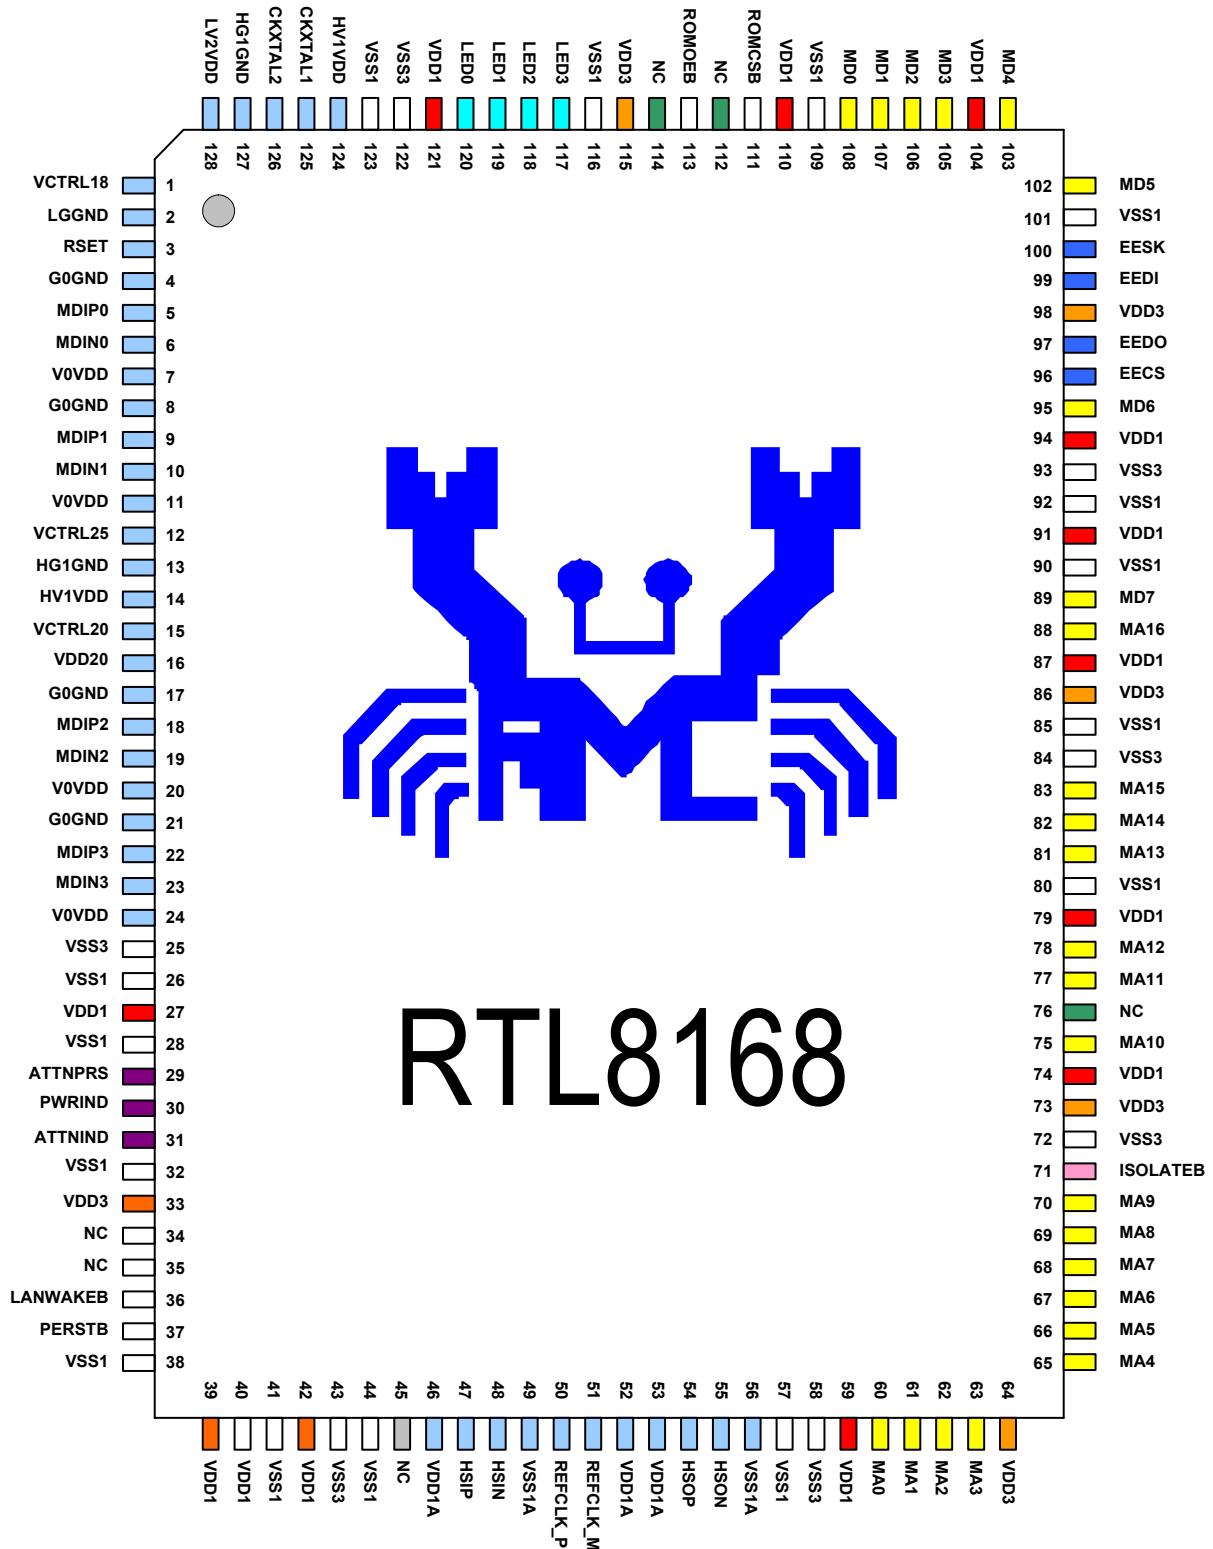 LV2VDD HG1GND CKXTAL2 CKXTAL1 HV1VDD VSS1 VSS3 VDD1 LED0 LED1 LED2 LED3 VSS1 VDD3 NC ROMOEB NC ROMCSB VDD1 VSS1 MD0 MD1 MD2 MD3 VDD1 MD4
128 127 126 125 124 123 122 121 120 119 118 117 116 115 114 113 112 111 110 109 108 107 106 105 104 103
VCTRL18 1 102 MD5
LGGND 2 101 VSS1
RSET 3 100 EESK
G0GND 4 99 EEDI
MDIP0 5 98 VDD3
MDIN0 6 97 EEDO
V0VDD 7 96 EECS
G0GND 8 95 MD6
MDIP1 9 94 VDD1
MDIN1 10 93 VSS3
V0VDD 11 92 VSS1
VCTRL25 12 91 VDD1
HG1GND 13 90 VSS1
HV1VDD 14 89 MD7
VCTRL20 15 88 MA16
VDD20 16 87 VDD1
G0GND 17 86 VDD3
MDIP2 18 85 VSS1
MDIN2 19 84 VSS3
V0VDD 20 83 MA15
G0GND 21 82 MA14
MDIP3 22 81 MA13
MDIN3 23 80 VSS1
V0VDD 24 79 VDD1
VSS3 25 78 MA12
VSS1 26 77 MA11
VDD1 27 76 NC
VSS1 28 75 MA10
ATTNPRS 29 74 VDD1
PWRIND 30 73 VDD3
ATTNIND 31 72 VSS3
VSS1 32 71 ISOLATEB
VDD3 33 70 MA9
NC 34 69 MA8
NC 35 68 MA7
LANWAKEB 36 67 MA6
PERSTB 37 66 MA5
VSS1 38 65 MA4
RTL8168
39 40 41 42 43 44 45 46 47 48 49 50 51 52 53 54 55 56 57 58 59 60 61 62 63 64
VDD1 VDD1 VSS1 VDD1 VSS3 VSS1 NC VDD1A HSIP HSIN VSS1A REFCLK_P REFCLK_M VDD1A VDD1A HSOP HSON VSS1A VSS1 VSS3 VDD1 MA0 MA1 MA2 MA3 VDD3